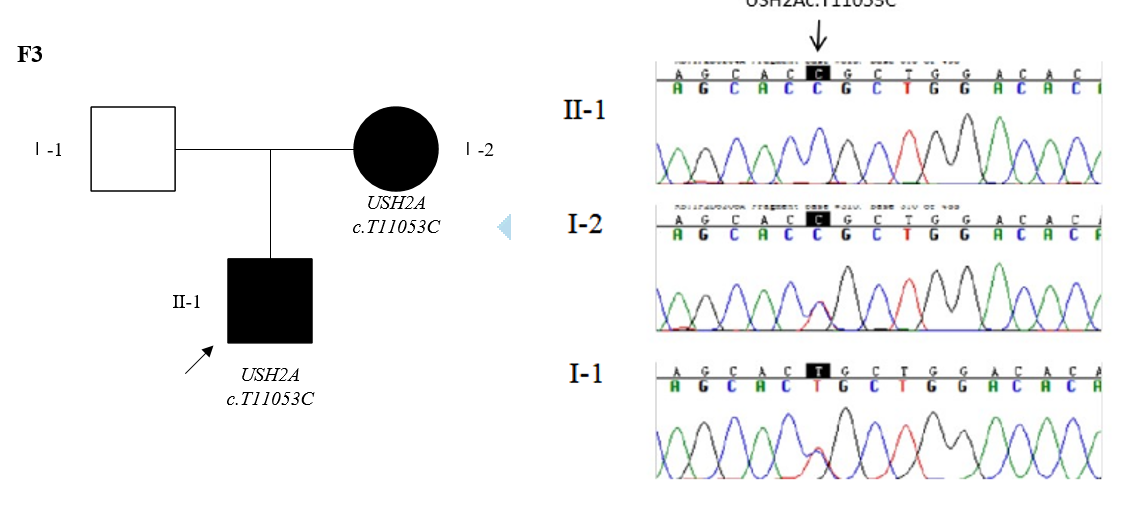 USH2Ac.T11053C
F3
I -1
I -2
USH2A
c.T11053C
II-1
USH2A
c.T11053C
II-1
A G C A C C G C T G G A C A C
A G C A C C G C T G G A C A C
I-2
A G C A C C G C T G G A C A C A
A G C A C C G C T G G A C A C A
I-1
A G C A C T G C T G G A C A C A
A G C A C T G C T G G A C A C A